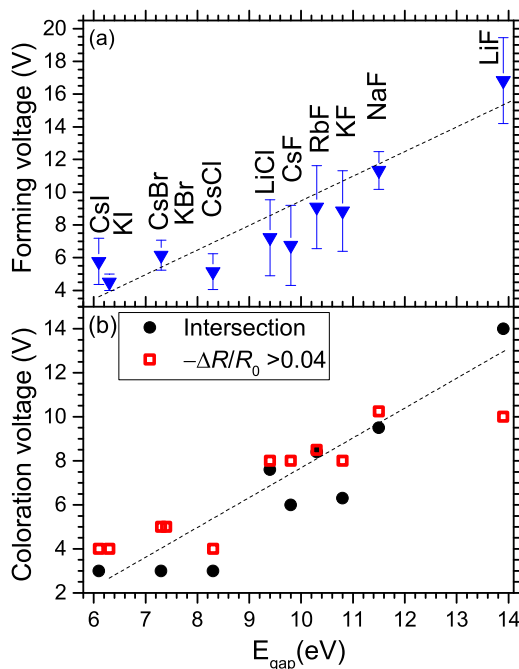 (a)
Forming voltage (V)
20
18
16
14
12
10
8
6
4
CsI
KI
CsBr
KBr
CsCl
LiCl
CsF
RbF
KF
NaF
LiF
(b)
Intersection
−ΔR/R₀ >0.04
Coloration voltage (V)
14
12
10
8
6
4
2
6 7 8 9 10 11 12 13 14
E_gap(eV)